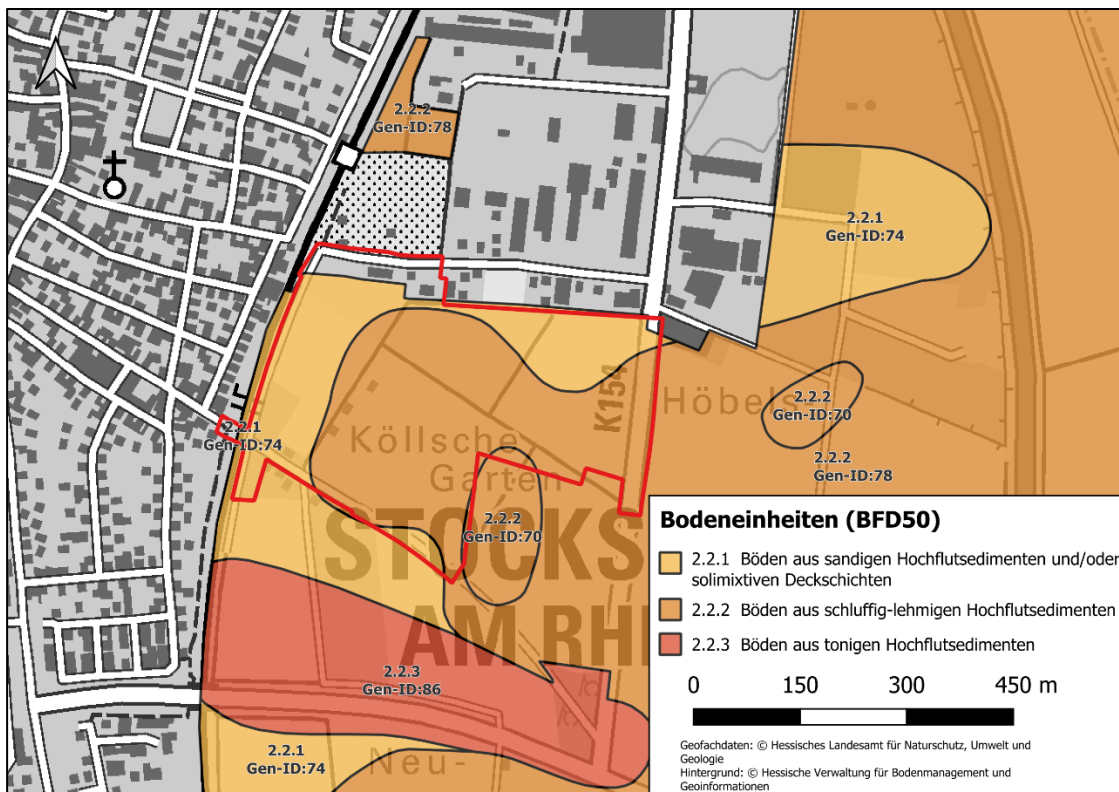 2.2.2
Gen-ID:78
2.2.1
Gen-ID:74
K154
Höbels-
2.2.2
Gen-ID:70
2.2.1
Gen-ID:74
Köllsche
Garten
2.2.2
Gen-ID:78
2.2.2
Gen-ID:70
STOCKS
AM RH
2.2.3
Gen-ID:86
2.2.1
Gen-ID:74
Neu-
Bodeneinheiten (BFD50)
2.2.1 Böden aus sandigen Hochflutsedimenten und/oder
solimixtiven Deckschichten
2.2.2 Böden aus schluffig-lehmigen Hochflutsedimenten
2.2.3 Böden aus tonigen Hochflutsedimenten
0 150 300 450 m
Geofachdaten: © Hessisches Landesamt für Naturschutz, Umwelt und
Geologie
Hintergrund: © Hessische Verwaltung für Bodenmanagement und
Geoinformationen